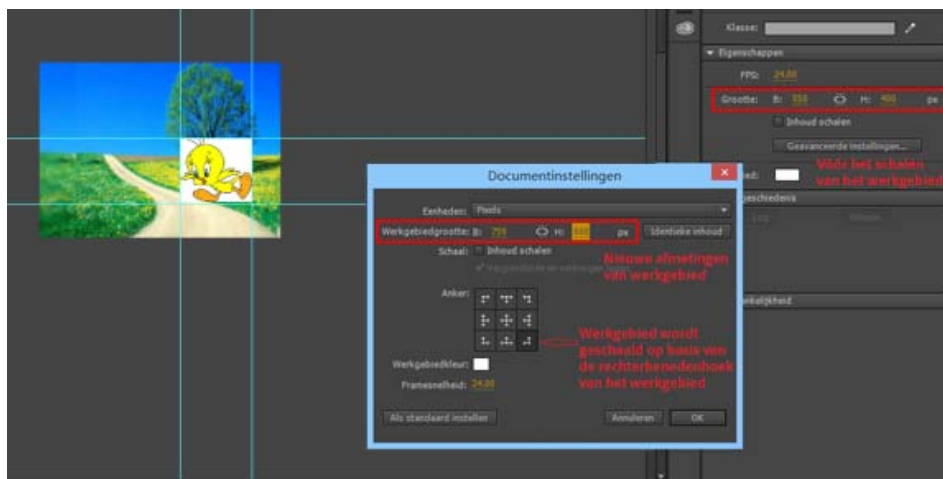 Klasse:
Eigenschappen
FPS: 24,00
Grootte: B: 550 H: 400 px
Inhoud schalen
Geavanceerde instellingen...
Vóór het schalen
van het werkgebied
Documentinstellingen
Eenheden: Pixels
Werkgebiedgrootte: B: 750 H: px Identieke inhoud
Schaal: Inhoud schalen
Nieuwe afmetingen
van werkgebied
Anker:
Werkgebied wordt
geschaald op basis van
de rechterbenedenhoek
van het werkgebied
Werkgebiedkleur:
Framesnelheid: 24,00
Als standaard instellen Annuleren OK